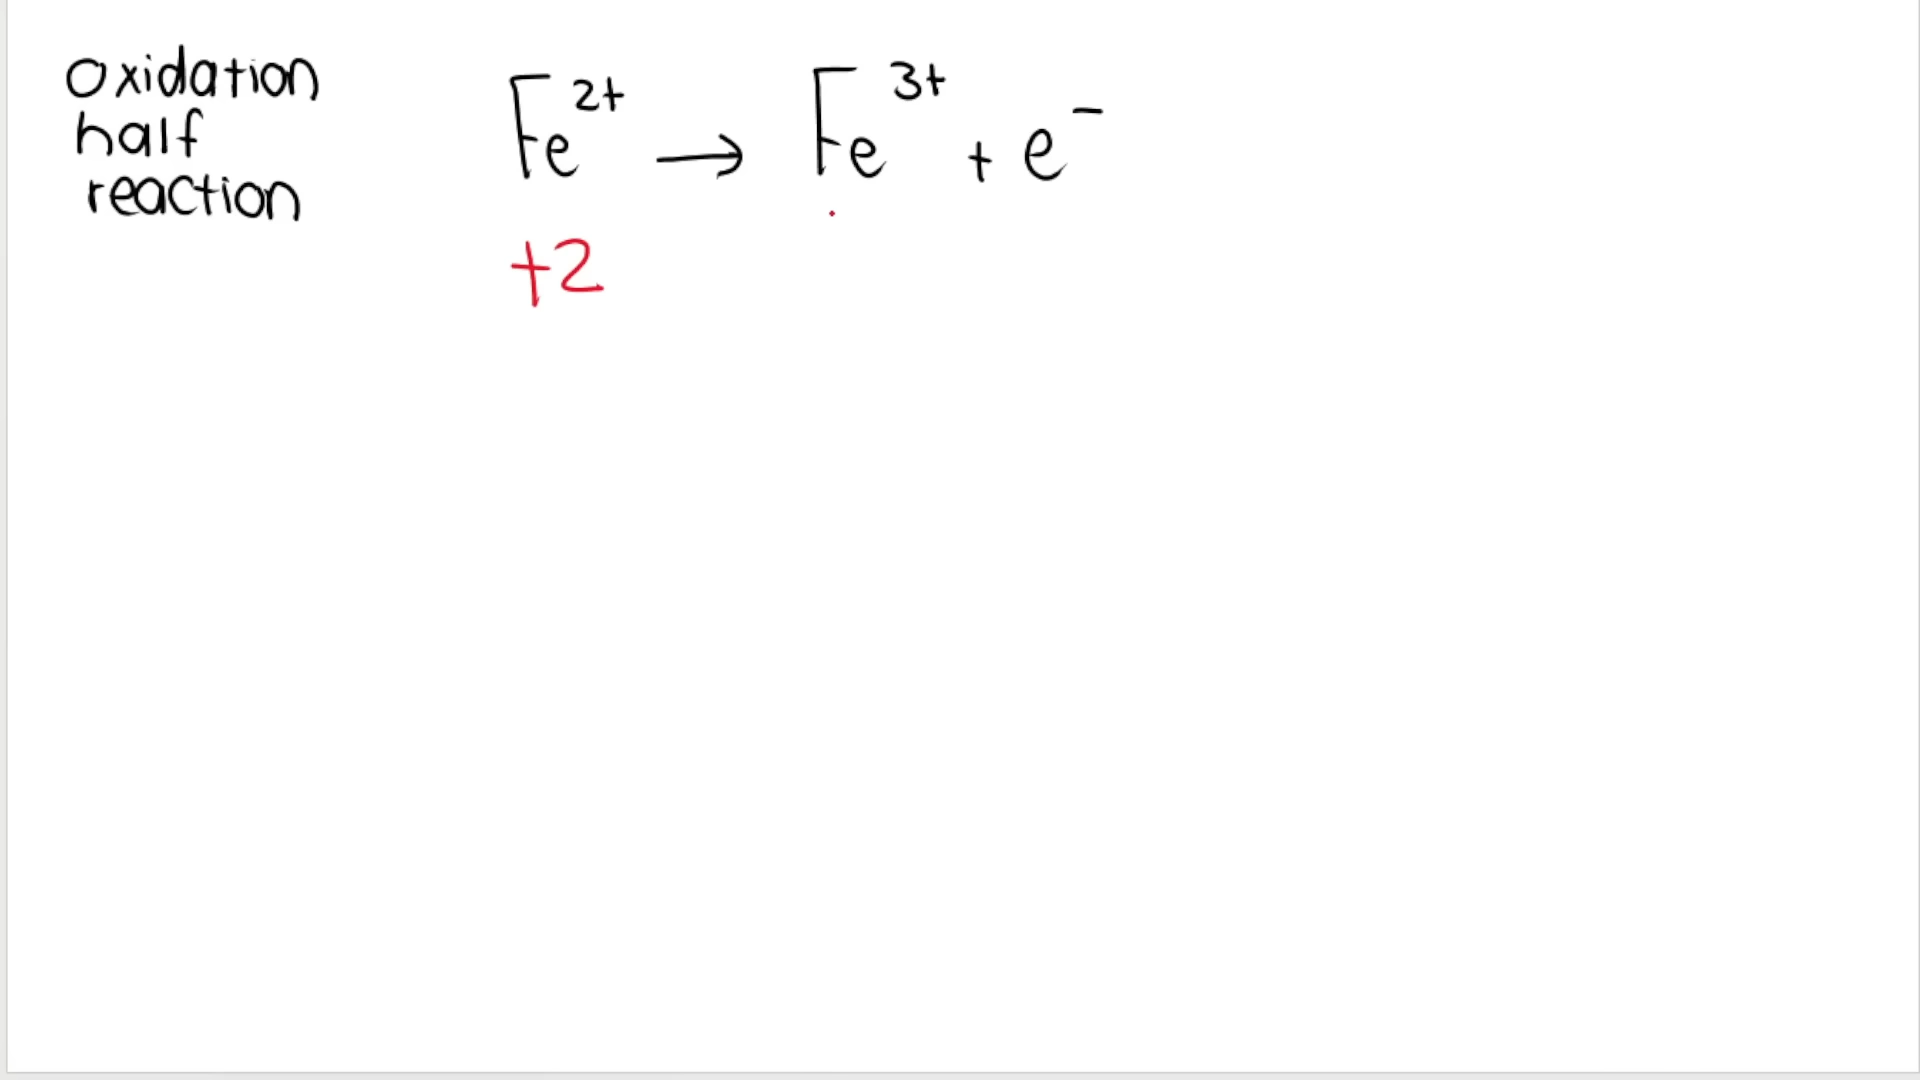 oxidation
half
reaction
Fe²⁺ → Fe³⁺ + e⁻
+2